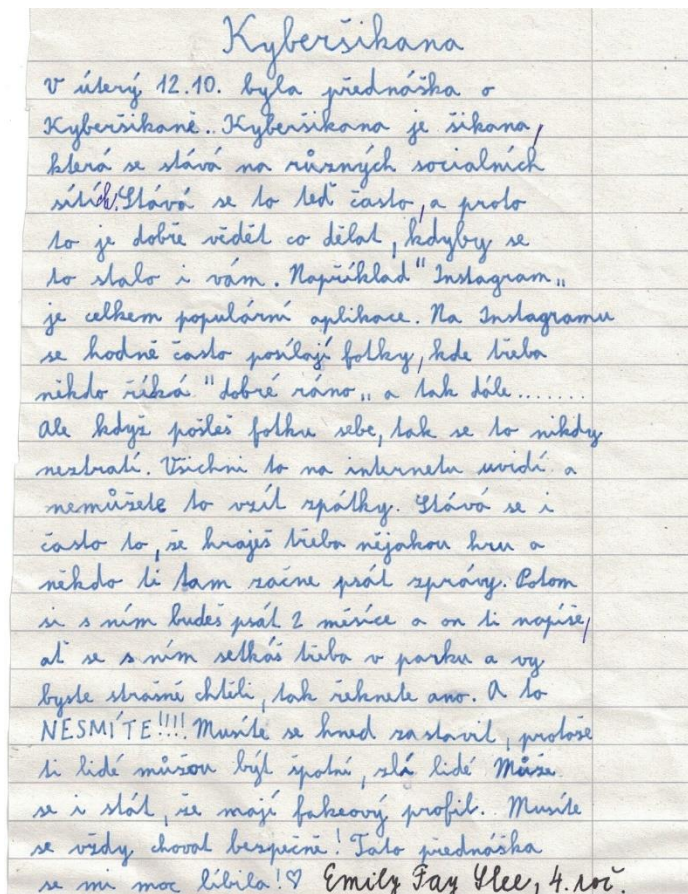 Kyberšikana
V úterý 12.10. byla přednáška o
Kyberšikaně.. Kyberšikana je šikana,
která se stává na různých socialních
sítích. Stává se to teď často, a proto
to je dobře vědět co dělat, kdyby se
to stalo i vám. Například "Instagram„
je celkem populární aplikace. Na Instagramu
se hodně často posílají fotky, kde třeba
někdo říká "dobré ráno„ a tak dále........
Ale když pošleš fotku sebe, tak se to nikdy
neztratí. Všichni to na internetu uvidí a
nemůžete to vzít zpátky. Stává se i
často to, že hraješ třeba nějakou hru a
někdo ti tam začne psát zprávy. Potom
si s ním budeš psát 2 měsíce a on ti napíše,
ať se s ním setkáš třeba v parku a vy
byste strašně chtěli, tak řeknete ano. A to
NESMÍTE!!!! Musíte se hned zastavit, protože
ti lidé můžou být špatní, zlí lidé Může
se i stát, že mají fakeový profil. Musíte
se vždy chovat bezpečně! Tato přednáška
se mi moc líbila!♡ Emily Fay Slee, 4. roč